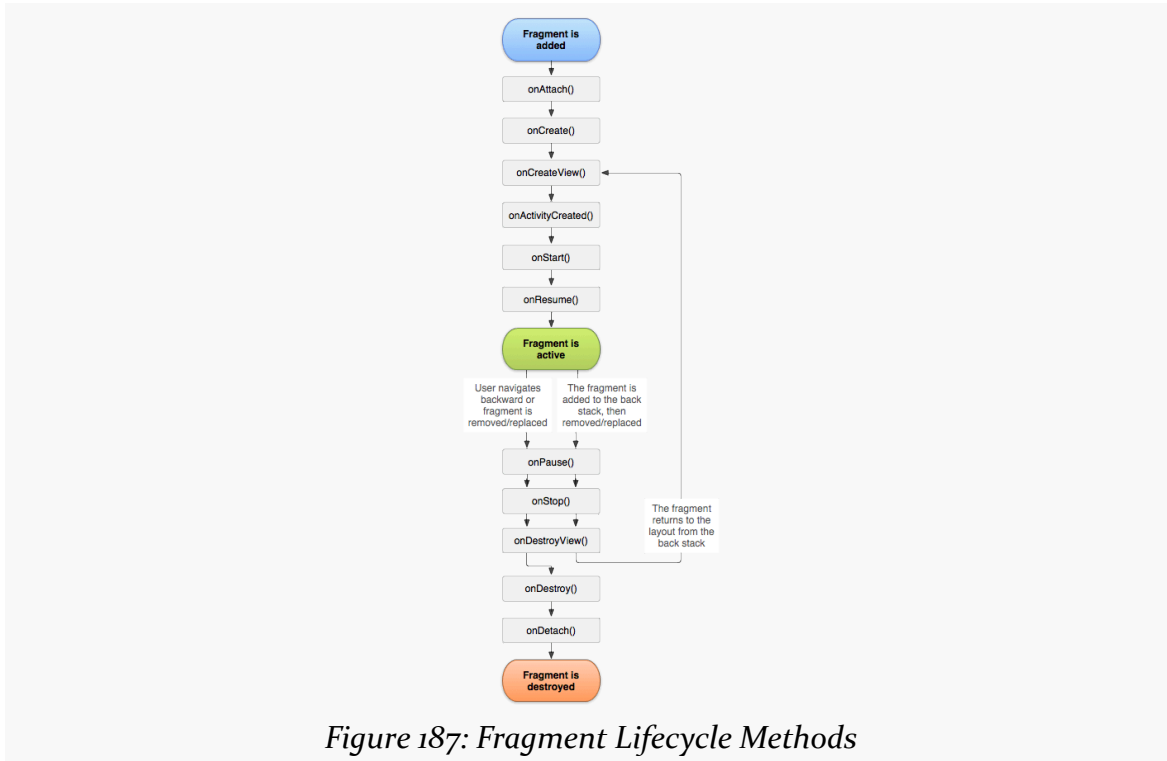 Fragment is
added
onAttach()
onCreate()
onCreateView()
onActivityCreated()
onStart()
onResume()
Fragment is
active
User navigates
backward or
fragment is
removed/replaced
The fragment is
added to the back
stack, then
removed/replaced
onPause()
onStop()
onDestroyView()
The fragment
returns to the
layout from the
back stack
onDestroy()
onDetach()
Fragment is
destroyed
Figure 187: Fragment Lifecycle Methods